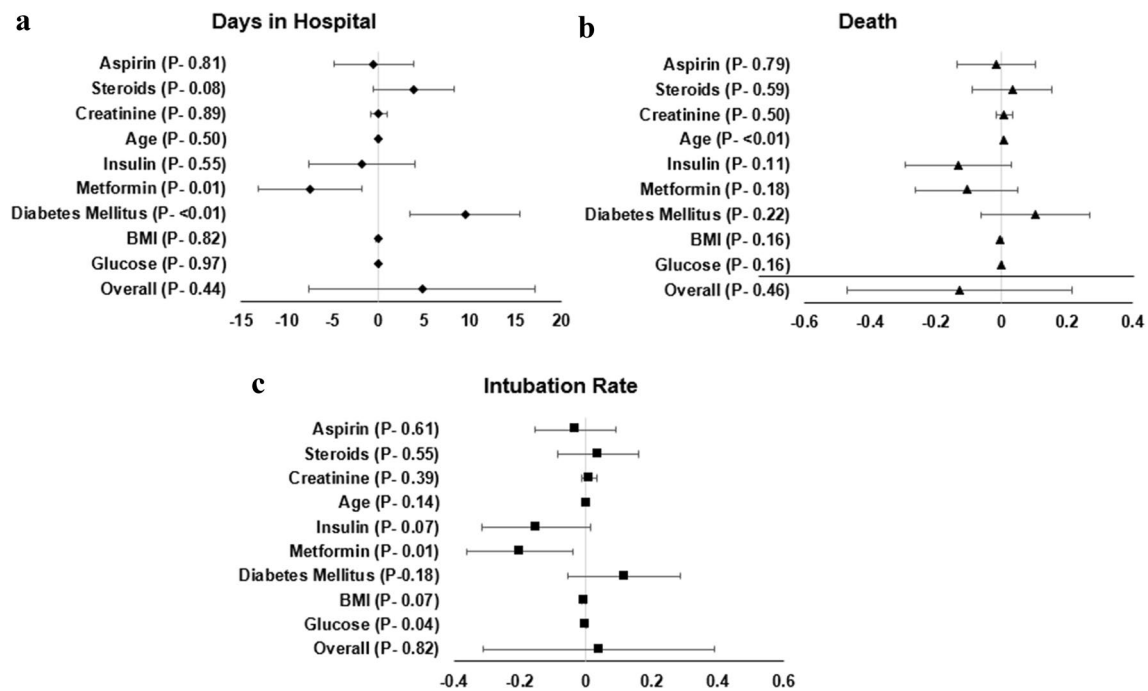 a
Days in Hospital
Aspirin (P- 0.81)
Steroids (P- 0.08)
Creatinine (P- 0.89)
Age (P- 0.50)
Insulin (P- 0.55)
Metformin (P- 0.01)
Diabetes Mellitus (P- <0.01)
BMI (P- 0.82)
Glucose (P- 0.97)
Overall (P- 0.44)
-15 -10 -5 0 5 10 15 20
b
Death
Aspirin (P- 0.79)
Steroids (P- 0.59)
Creatinine (P- 0.50)
Age (P- <0.01)
Insulin (P- 0.11)
Metformin (P- 0.18)
Diabetes Mellitus (P- 0.22)
BMI (P- 0.16)
Glucose (P- 0.16)
Overall (P- 0.46)
-0.6 -0.4 -0.2 0 0.2 0.4
c
Intubation Rate
Aspirin (P- 0.61)
Steroids (P- 0.55)
Creatinine (P- 0.39)
Age (P- 0.14)
Insulin (P- 0.07)
Metformin (P- 0.01)
Diabetes Mellitus (P-0.18)
BMI (P- 0.07)
Glucose (P- 0.04)
Overall (P- 0.82)
-0.4 -0.2 0 0.2 0.4 0.6